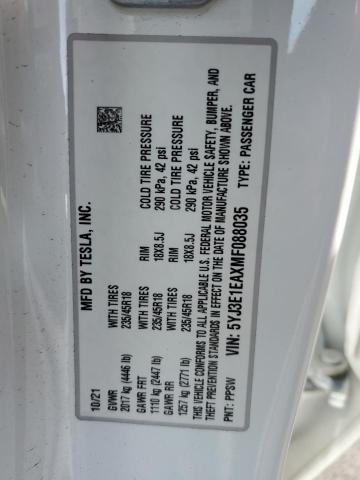 MFD BY TESLA, INC.
10/21
GVWR
2017 kg (4446 lb)
GAWR FRT WITH TIRES RIM COLD TIRE PRESSURE
1110 kg (2447 lb) 235/45R18 18X8.5J 290 kPa, 42 psi
GAWR RR WITH TIRES RIM COLD TIRE PRESSURE
1257 kg (2771 lb) 235/45R18 18X8.5J 290 kPa, 42 psi
THIS VEHICLE CONFORMS TO ALL APPLICABLE U.S. FEDERAL MOTOR VEHICLE SAFETY, BUMPER, AND
THEFT PREVENTION STANDARDS IN EFFECT ON THE DATE OF MANUFACTURE SHOWN ABOVE.
VIN: 5YJ3E1EAXMF088035
PNT: PPSW TYPE: PASSENGER CAR